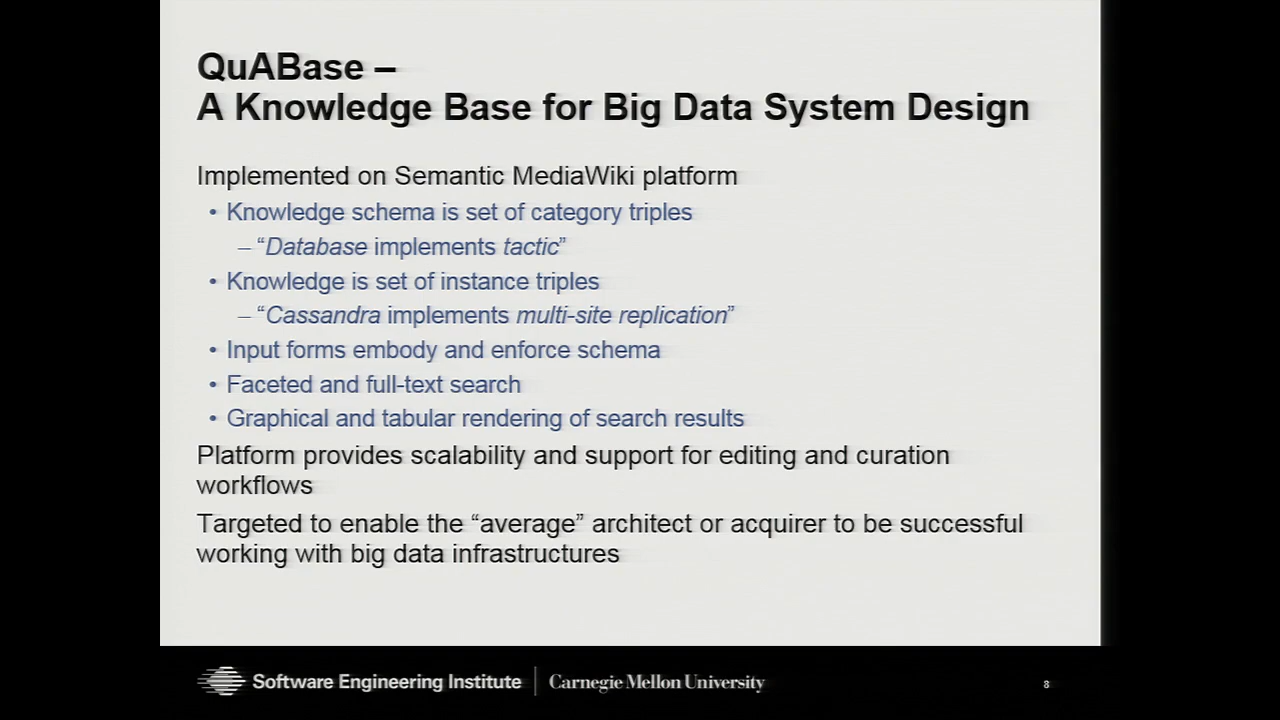 QuABase –
A Knowledge Base for Big Data System Design
Implemented on Semantic MediaWiki platform
• Knowledge schema is set of category triples
– “Database implements tactic”
• Knowledge is set of instance triples
– “Cassandra implements multi-site replication”
• Input forms embody and enforce schema
• Faceted and full-text search
• Graphical and tabular rendering of search results
Platform provides scalability and support for editing and curation
workflows
Targeted to enable the “average” architect or acquirer to be successful
working with big data infrastructures
Software Engineering Institute | Carnegie Mellon University
8